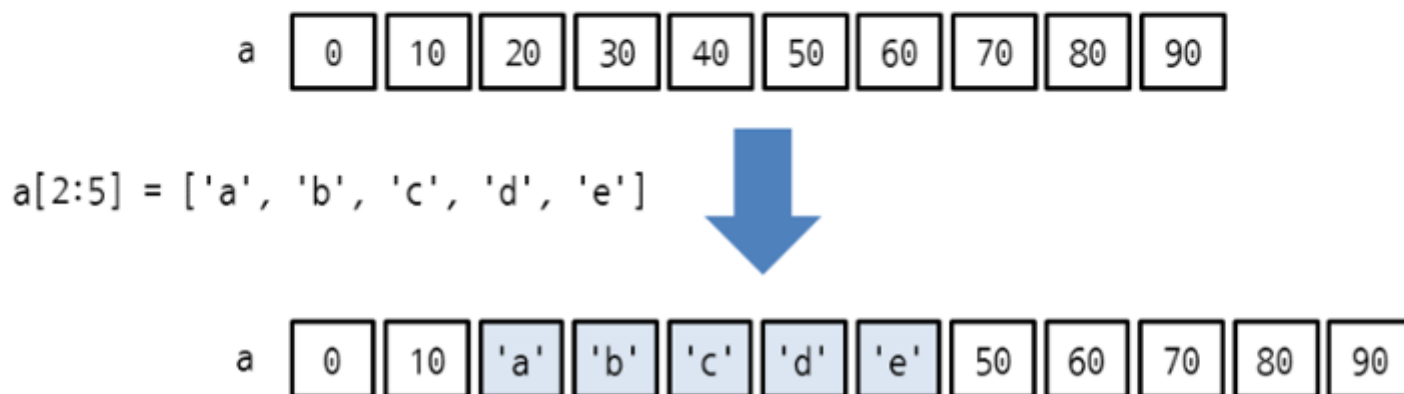 a 0 10 20 30 40 50 60 70 80 90
a[2:5] = ['a', 'b', 'c', 'd', 'e']
a 0 10 'a' 'b' 'c' 'd' 'e' 50 60 70 80 90